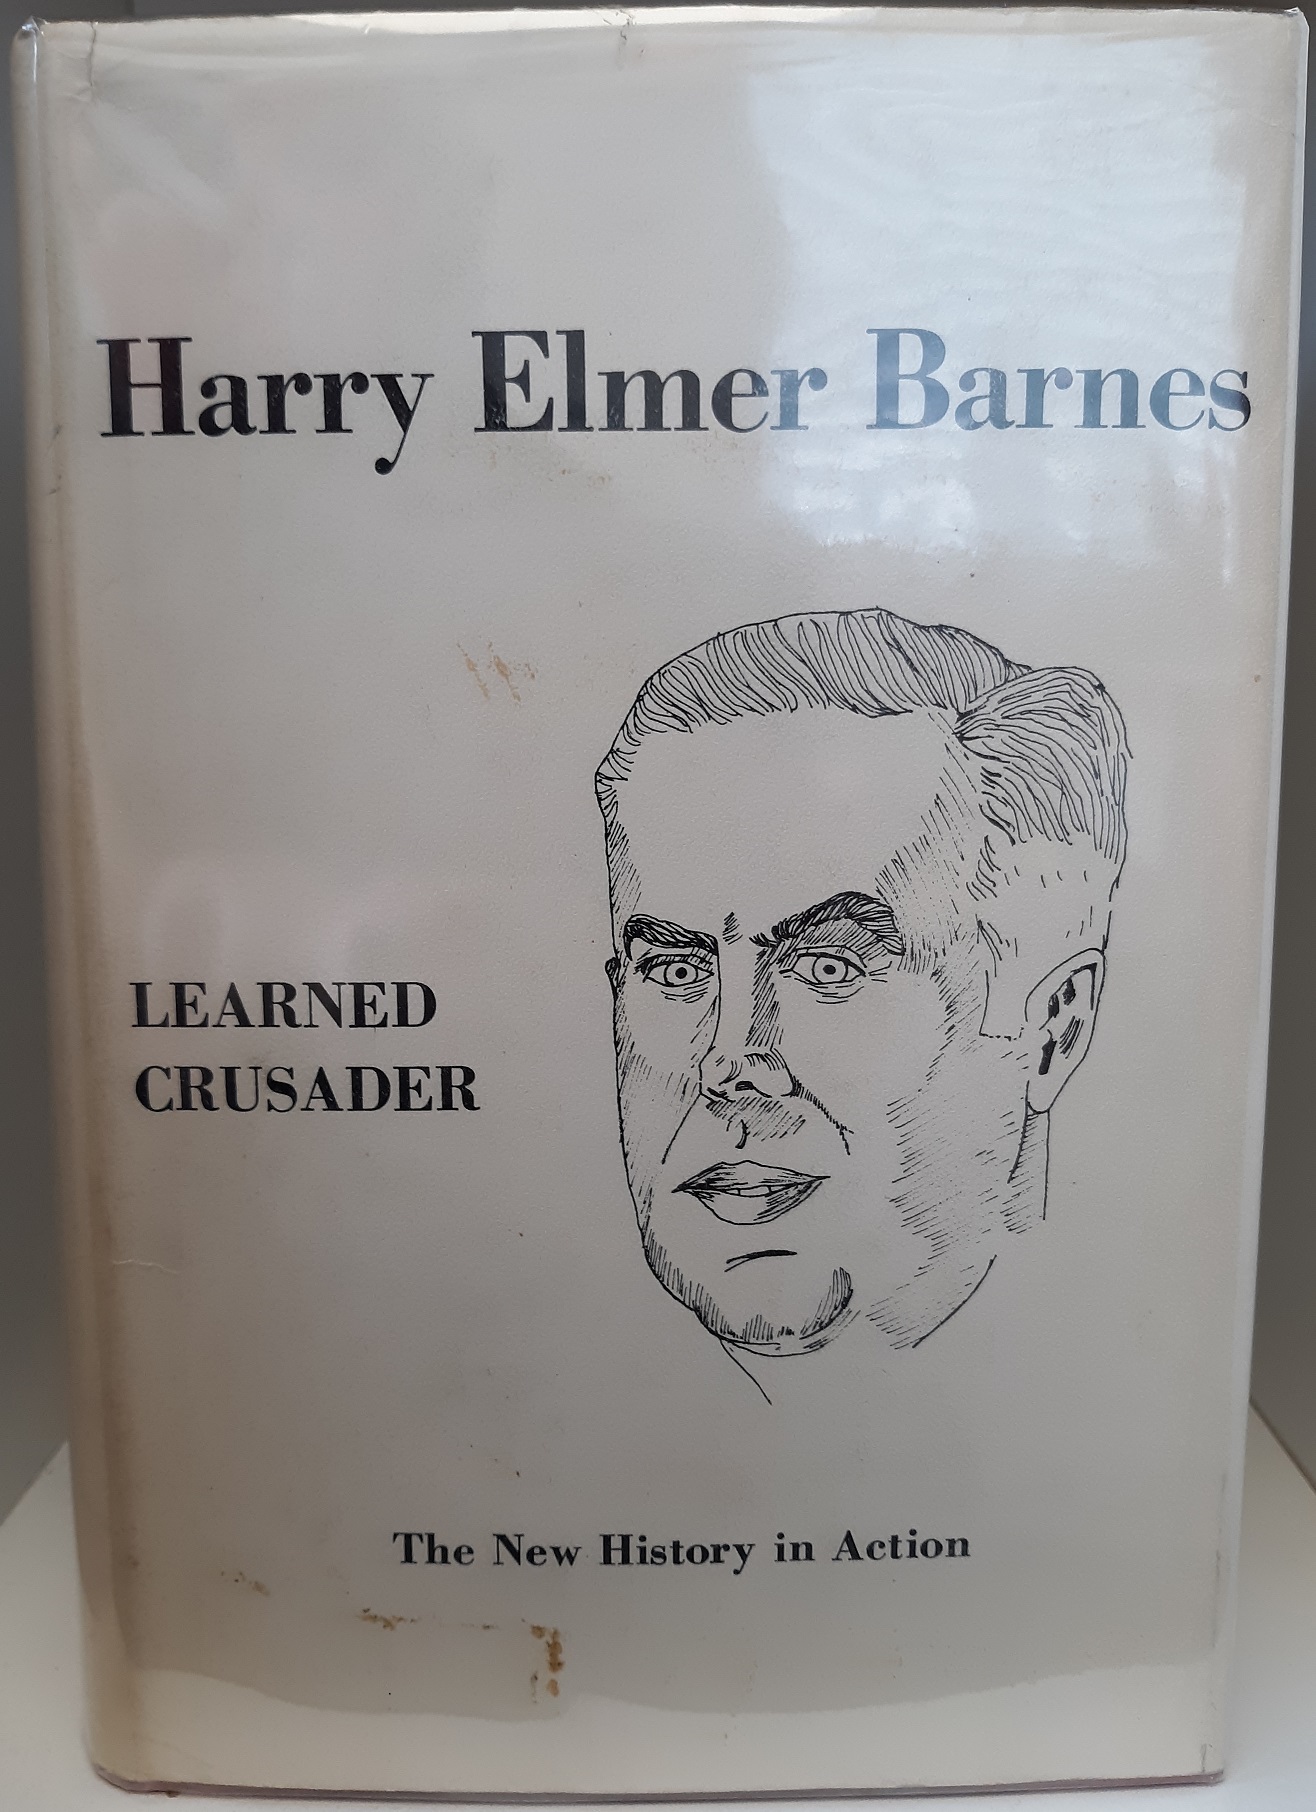 Harry Elmer Barnes
LEARNED
CRUSADER
The New History in Action